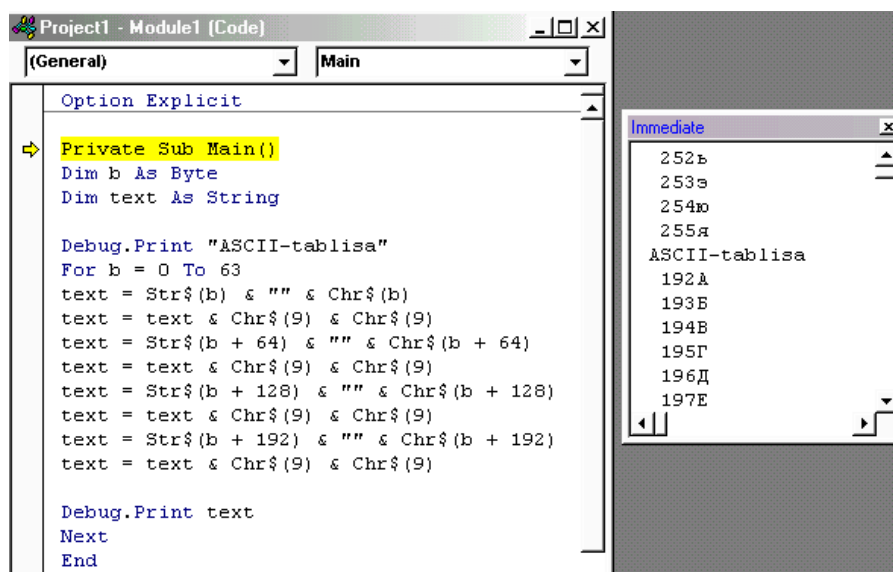 Project1 - Module1 (Code)
(General) Main
Option Explicit
Private Sub Main()
Dim b As Byte
Dim text As String
Debug.Print "ASCII-tablisa"
For b = 0 To 63
text = Str$(b) & "" & Chr$(b)
text = text & Chr$(9) & Chr$(9)
text = Str$(b + 64) & "" & Chr$(b + 64)
text = text & Chr$(9) & Chr$(9)
text = Str$(b + 128) & "" & Chr$(b + 128)
text = text & Chr$(9) & Chr$(9)
text = Str$(b + 192) & "" & Chr$(b + 192)
text = text & Chr$(9) & Chr$(9)
Debug.Print text
Next
End
Immediate
252ь
253э
254ю
255я
ASCII-tablisa
192А
193Б
194В
195Г
196Д
197Е